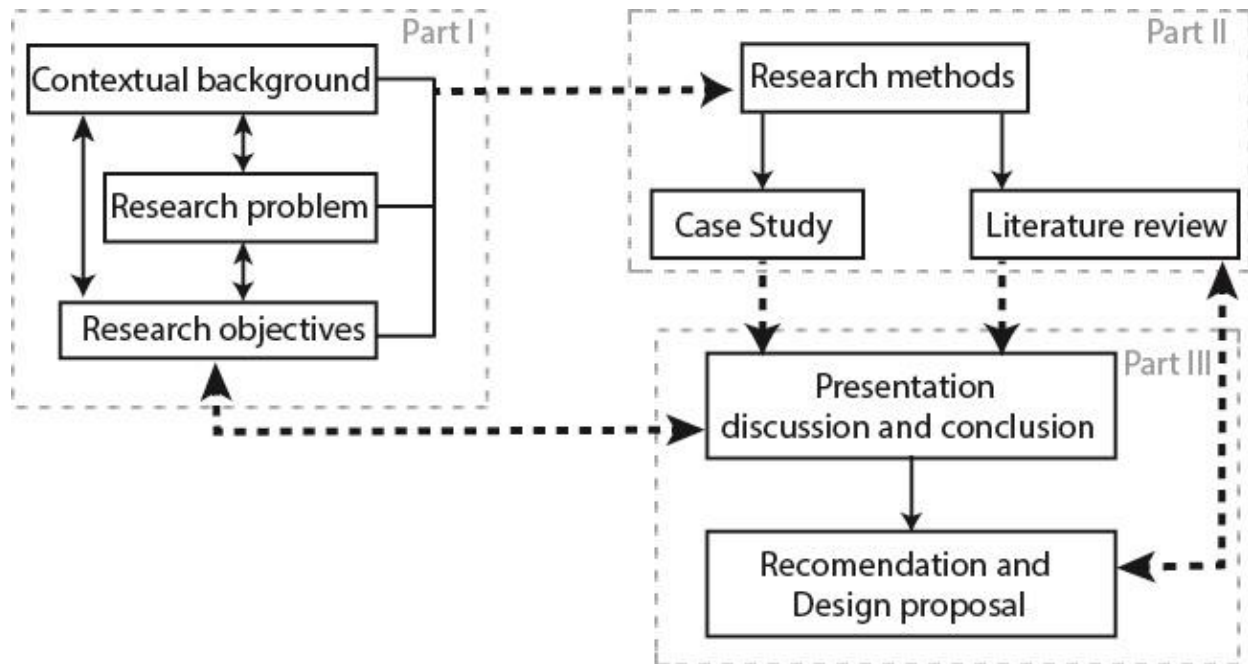 Part I
Contextual background
Research problem
Research objectives
Part II
Research methods
Case Study
Literature review
Part III
Presentation
discussion and conclusion
Recomendation and
Design proposal